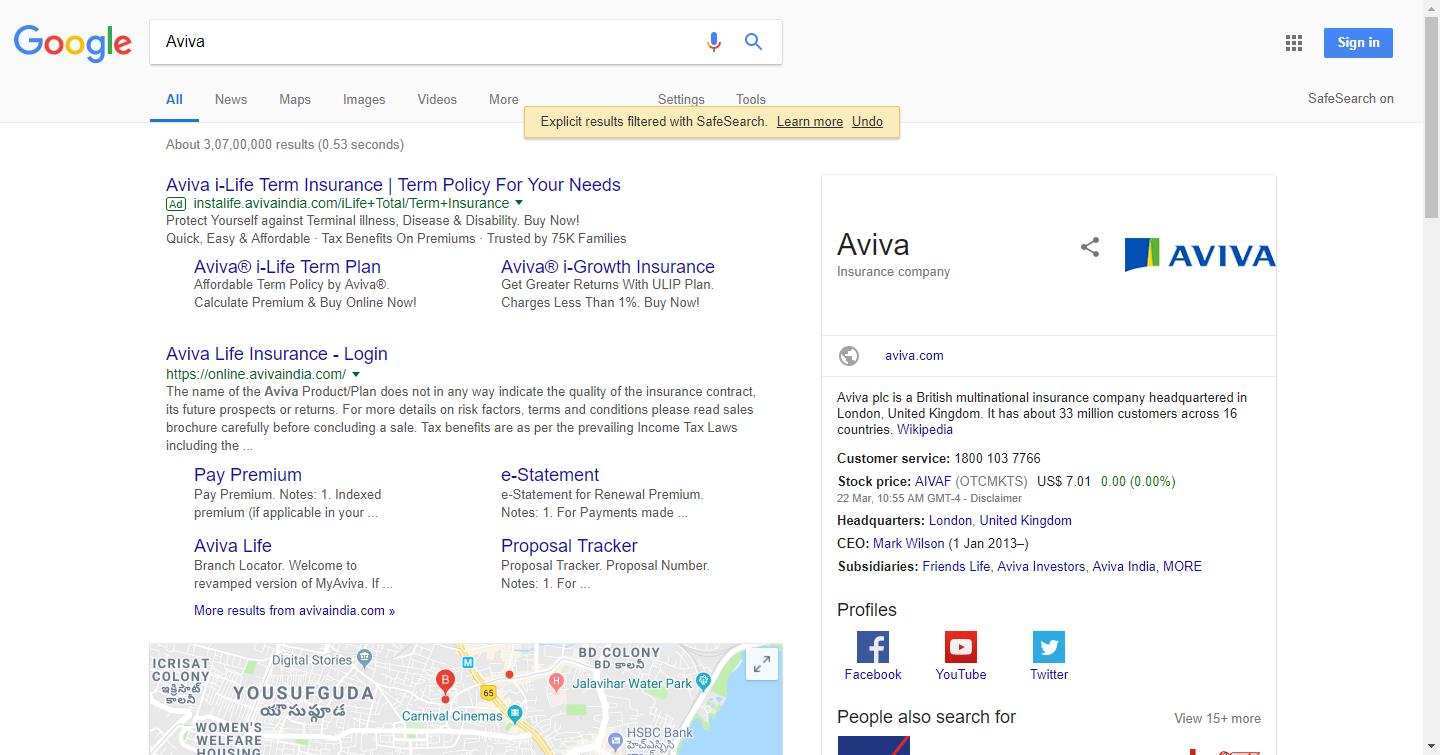 Google
Aviva
Sign in
All News Maps Images Videos More Settings Tools
SafeSearch on
Explicit results filtered with SafeSearch. Learn more Undo
About 3,07,00,000 results (0.53 seconds)
Aviva i-Life Term Insurance | Term Policy For Your Needs
Ad instalife.avivaindia.com/iLife+Total/Term+Insurance
Protect Yourself against Terminal illness, Disease & Disability. Buy Now!
Quick, Easy & Affordable · Tax Benefits On Premiums · Trusted by 75K Families
Aviva® i-Life Term Plan
Affordable Term Policy by Aviva®.
Calculate Premium & Buy Online Now!
Aviva® i-Growth Insurance
Get Greater Returns With ULIP Plan.
Charges Less Than 1%. Buy Now!
Aviva Life Insurance - Login
https://online.avivaindia.com/
The name of the Aviva Product/Plan does not in any way indicate the quality of the insurance contract,
its future prospects or returns. For more details on risk factors, terms and conditions please read sales
brochure carefully before concluding a sale. Tax benefits are as per the prevailing Income Tax Laws
including the ...
Pay Premium
Pay Premium. Notes: 1. Indexed
premium (if applicable in your ...
e-Statement
e-Statement for Renewal Premium.
Notes: 1. For Payments made ...
Aviva Life
Branch Locator. Welcome to
revamped version of MyAviva. If ...
Proposal Tracker
Proposal Tracker. Proposal Number.
Notes: 1. For ...
More results from avivaindia.com »
ICRISAT
COLONY
ఇక్రిసాట్
కాలనీ
Digital Stories
M
BD COLONY
BD కాలనీ
YOUSUFGUDA
యూసుఫ్గూడ
B
65
H
Jalavihar Water Park
Carnival Cinemas
WOMEN'S
WELFARE
HOUSING
HSBC Bank
Aviva
Insurance company
AVIVA
aviva.com
Aviva plc is a British multinational insurance company headquartered in
London, United Kingdom. It has about 33 million customers across 16
countries. Wikipedia
Customer service: 1800 103 7766
Stock price: AIVAF (OTCMKTS) US$ 7.01 0.00 (0.00%)
22 Mar, 10:55 AM GMT-4 - Disclaimer
Headquarters: London, United Kingdom
CEO: Mark Wilson (1 Jan 2013–)
Subsidiaries: Friends Life, Aviva Investors, Aviva India, MORE
Profiles
Facebook YouTube Twitter
People also search for
View 15+ more